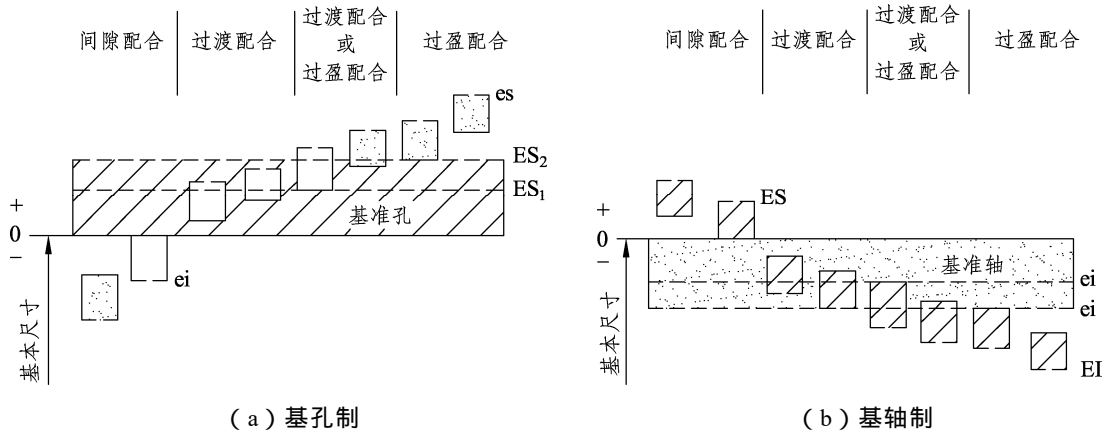 间隙配合
过渡配合
过渡配合
或
过盈配合
过盈配合
es
ES₂
ES₁
基准孔
+
0
−
ei
基本尺寸
(a)基孔制
间隙配合
过渡配合
过渡配合
或
过盈配合
过盈配合
ES
+
0
−
基准轴
ei
ei
EI
基本尺寸
(b)基轴制